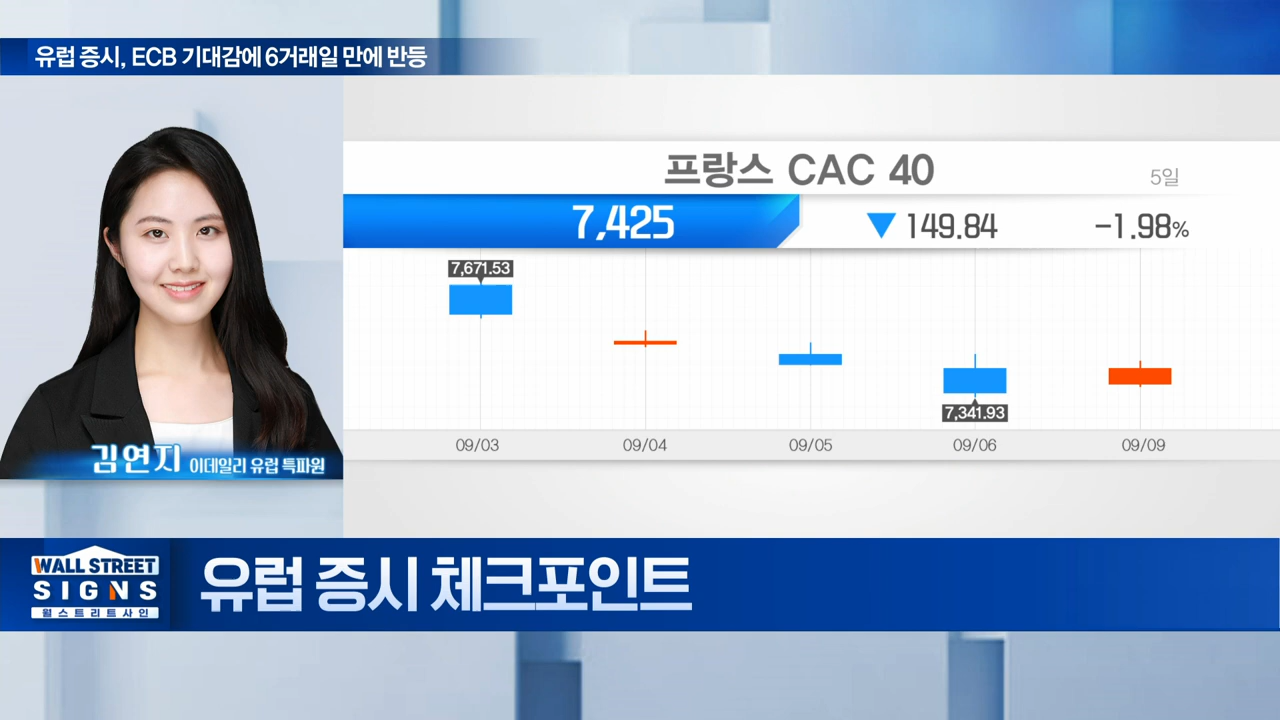 유럽 증시, ECB 기대감에 6거래일 만에 반등
프랑스 CAC 40
5일
7,425
▼ 149.84
-1.98%
7,671.53
7,341.93
09/03
09/04
09/05
09/06
09/09
김연지 이데일리 유럽 특파원
WALL STREET
SIGNS
월스트리트사인
유럽 증시 체크포인트